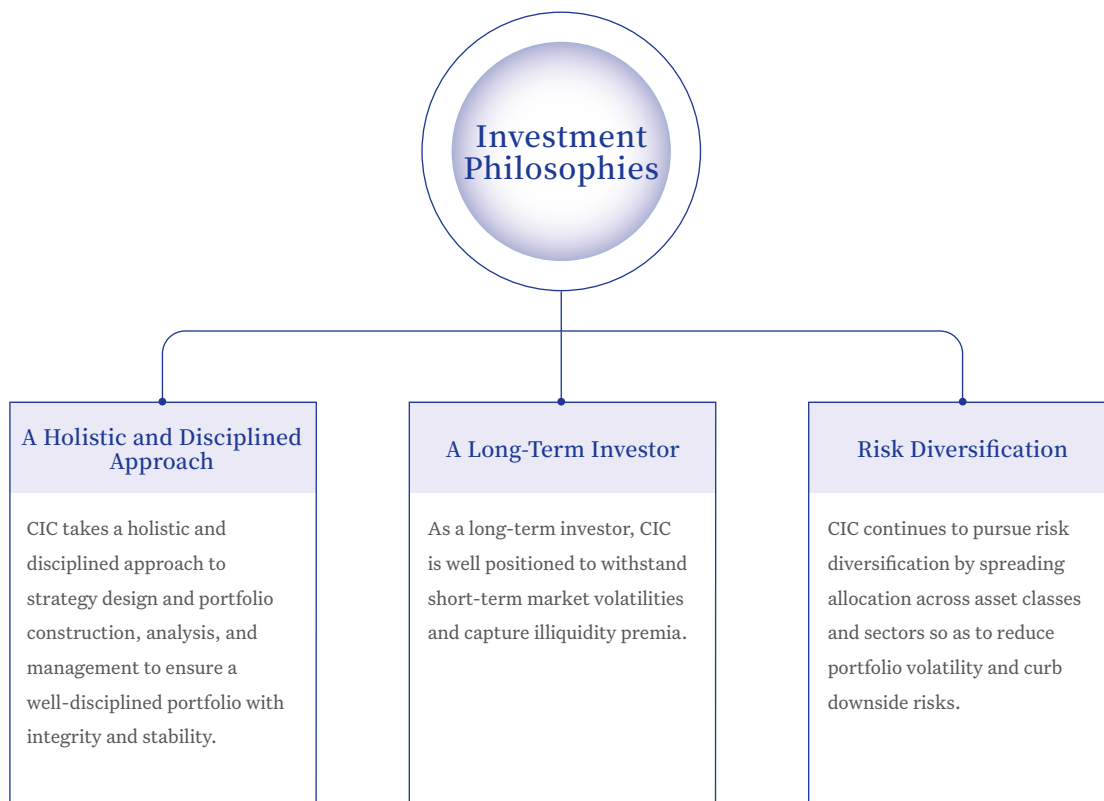 Investment
Philosophies
A Holistic and Disciplined
Approach
CIC takes a holistic and
disciplined approach to
strategy design and portfolio
construction, analysis, and
management to ensure a
well-disciplined portfolio with
integrity and stability.
A Long-Term Investor
As a long-term investor, CIC
is well positioned to withstand
short-term market volatilities
and capture illiquidity premia.
Risk Diversification
CIC continues to pursue risk
diversification by spreading
allocation across asset classes
and sectors so as to reduce
portfolio volatility and curb
downside risks.